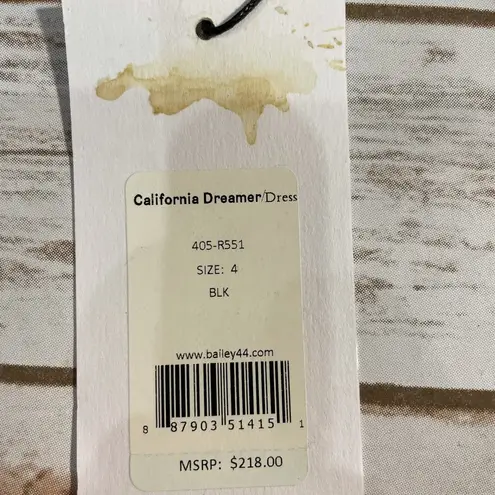 California Dreamer/Dress
405-R551
SIZE: 4
BLK
www.bailey44.com
8 87903 51415 1
MSRP: $218.00